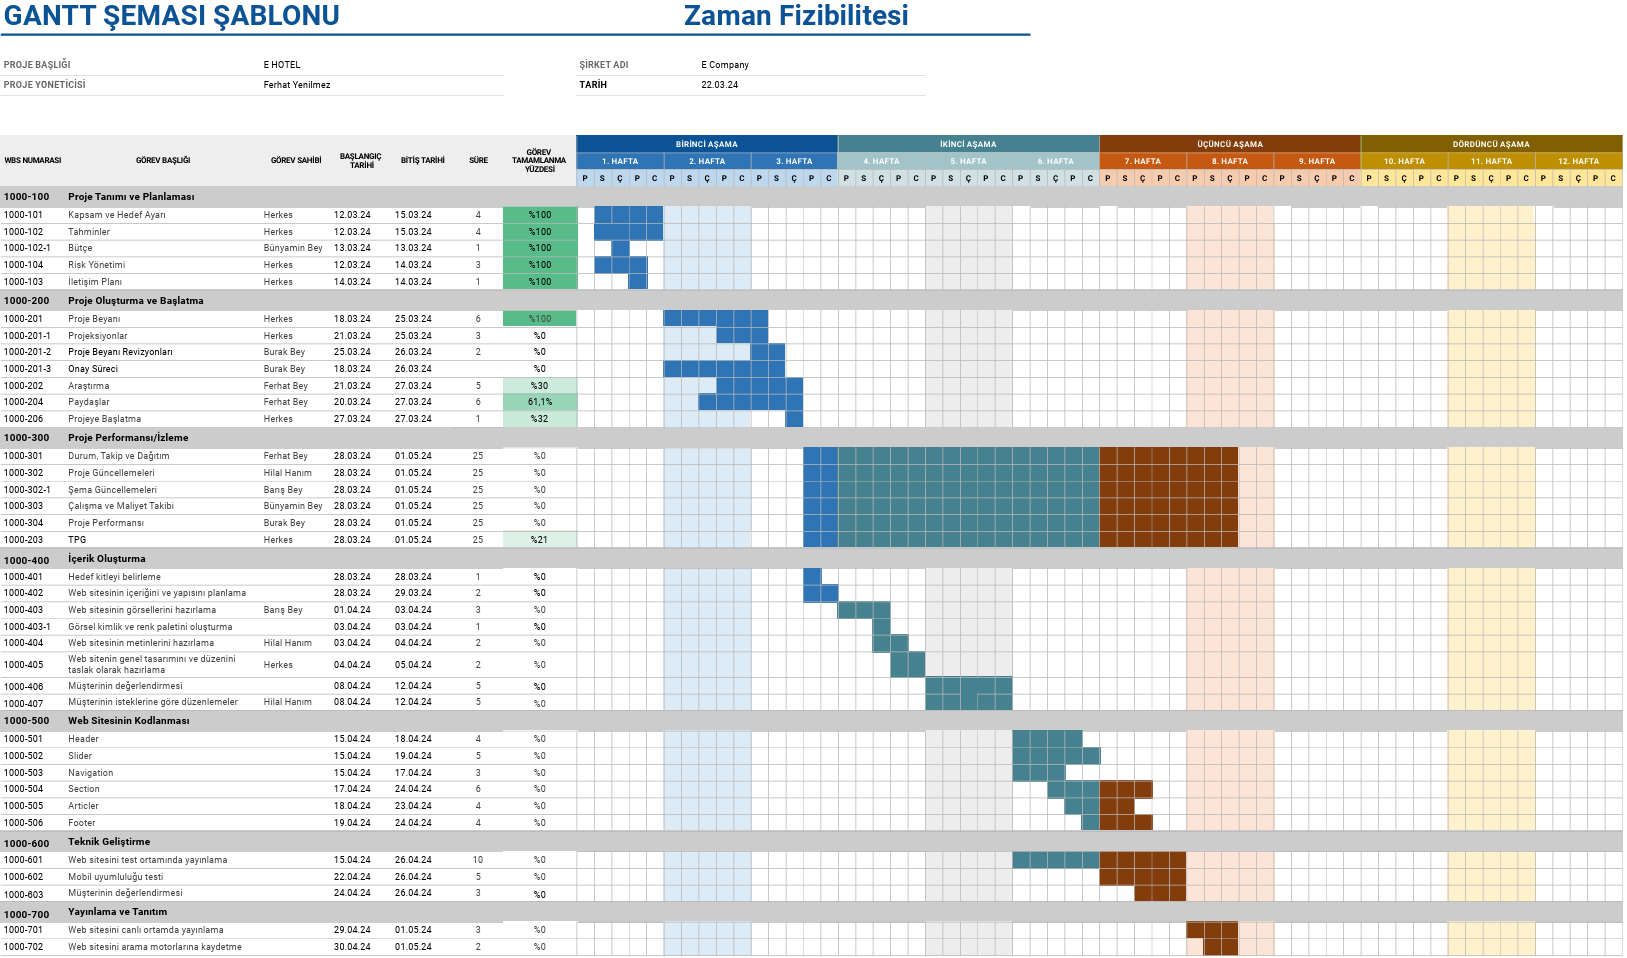 GANTT ŞEMASI ŞABLONU Zaman Fizibilitesi
PROJE BAŞLIĞI E HOTEL ŞİRKET ADI E Company
PROJE YÖNETİCİSİ Ferhat Yenilmez TARİH 22.03.24
WBS NUMARASI GÖREV BAŞLIĞI GÖREV SAHİBİ BAŞLANGIÇ TARİHİ BİTİŞ TARİHİ SÜRE GÖREV TAMAMLANMA YÜZDESİ
BİRİNCİ AŞAMA İKİNCİ AŞAMA ÜÇÜNCÜ AŞAMA DÖRDÜNCÜ AŞAMA
1. HAFTA 2. HAFTA 3. HAFTA 4. HAFTA 5. HAFTA 6. HAFTA 7. HAFTA 8. HAFTA 9. HAFTA 10. HAFTA 11. HAFTA 12. HAFTA
P S Ç P C P S Ç P C P S Ç P C P S Ç P C P S Ç P C P S Ç P C P S Ç P C P S Ç P C P S Ç P C P S Ç P C P S Ç P C P S Ç P C
1000-100 Proje Tanımı ve Planlaması
1000-101 Kapsam ve Hedef Ayarı Herkes 12.03.24 15.03.24 4 %100
1000-102 Tahminler Herkes 12.03.24 15.03.24 4 %100
1000-102-1 Bütçe Bünyamin Bey 13.03.24 13.03.24 1 %100
1000-104 Risk Yönetimi Herkes 12.03.24 14.03.24 3 %100
1000-103 İletişim Planı Herkes 14.03.24 14.03.24 1 %100
1000-200 Proje Oluşturma ve Başlatma
1000-201 Proje Beyanı Herkes 18.03.24 25.03.24 6 %100
1000-201-1 Projeksiyonlar Herkes 21.03.24 25.03.24 3 %0
1000-201-2 Proje Beyanı Revizyonları Burak Bey 25.03.24 26.03.24 2 %0
1000-201-3 Onay Süreci Burak Bey 18.03.24 26.03.24 %0
1000-202 Araştırma Ferhat Bey 21.03.24 27.03.24 5 %30
1000-204 Paydaşlar Ferhat Bey 20.03.24 27.03.24 6 61,1%
1000-206 Projeye Başlatma Herkes 27.03.24 27.03.24 1 %32
1000-300 Proje Performansı/İzleme
1000-301 Durum, Takip ve Dağıtım Ferhat Bey 28.03.24 01.05.24 25 %0
1000-302 Proje Güncellemeleri Hilal Hanım 28.03.24 01.05.24 25 %0
1000-302-1 Şema Güncellemeleri Barış Bey 28.03.24 01.05.24 25 %0
1000-303 Çalışma ve Maliyet Takibi Bünyamin Bey 28.03.24 01.05.24 25 %0
1000-304 Proje Performansı Burak Bey 28.03.24 01.05.24 25 %0
1000-203 TPG Herkes 28.03.24 01.05.24 25 %21
1000-400 İçerik Oluşturma
1000-401 Hedef kitleyi belirleme 28.03.24 28.03.24 1 %0
1000-402 Web sitesinin içeriğini ve yapısını planlama 28.03.24 29.03.24 2 %0
1000-403 Web sitesinin görsellerini hazırlama Barış Bey 01.04.24 03.04.24 3 %0
1000-403-1 Görsel kimlik ve renk paletini oluşturma 03.04.24 03.04.24 1 %0
1000-404 Web sitesinin metinlerini hazırlama Hilal Hanım 03.04.24 04.04.24 2 %0
1000-405 Web sitenin genel tasarımını ve düzenini taslak olarak hazırlama Herkes 04.04.24 05.04.24 2 %0
1000-406 Müşterinin değerlendirmesi 08.04.24 12.04.24 5 %0
1000-407 Müşterinin isteklerine göre düzenlemeler Hilal Hanım 08.04.24 12.04.24 5 %0
1000-500 Web Sitesinin Kodlanması
1000-501 Header 15.04.24 18.04.24 4 %0
1000-502 Slider 15.04.24 19.04.24 5 %0
1000-503 Navigation 15.04.24 17.04.24 3 %0
1000-504 Section 17.04.24 24.04.24 6 %0
1000-505 Articler 18.04.24 23.04.24 4 %0
1000-506 Footer 19.04.24 24.04.24 4 %0
1000-600 Teknik Geliştirme
1000-601 Web sitesini test ortamında yayınlama 15.04.24 26.04.24 10 %0
1000-602 Mobil uyumluluğu testi 22.04.24 26.04.24 5 %0
1000-603 Müşterinin değerlendirmesi 24.04.24 26.04.24 3 %0
1000-700 Yayınlama ve Tanıtım
1000-701 Web sitesini canlı ortamda yayınlama 29.04.24 01.05.24 3 %0
1000-702 Web sitesini arama motorlarına kaydetme 30.04.24 01.05.24 2 %0